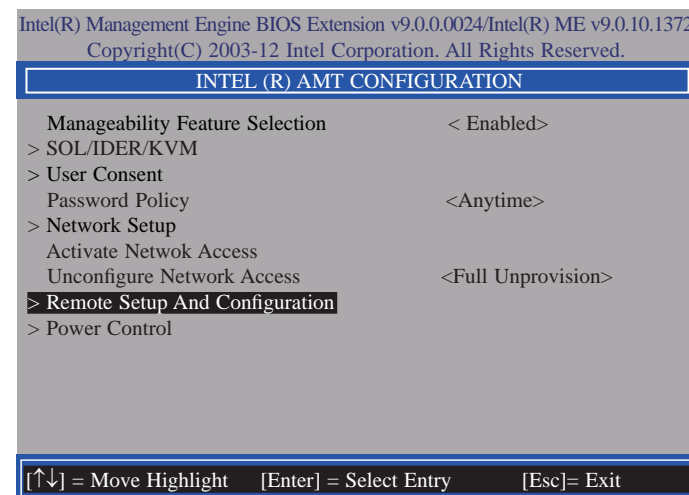 Intel(R) Management Engine BIOS Extension v9.0.0.0024/Intel(R) ME v9.0.10.1372
Copyright(C) 2003-12 Intel Corporation. All Rights Reserved.
INTEL (R) AMT CONFIGURATION
Manageability Feature Selection < Enabled>
> SOL/IDER/KVM
> User Consent
Password Policy <Anytime>
> Network Setup
Activate Netwok Access
Unconfigure Network Access <Full Unprovision>
> Remote Setup And Configuration
> Power Control
[↑↓] = Move Highlight [Enter] = Select Entry [Esc]= Exit